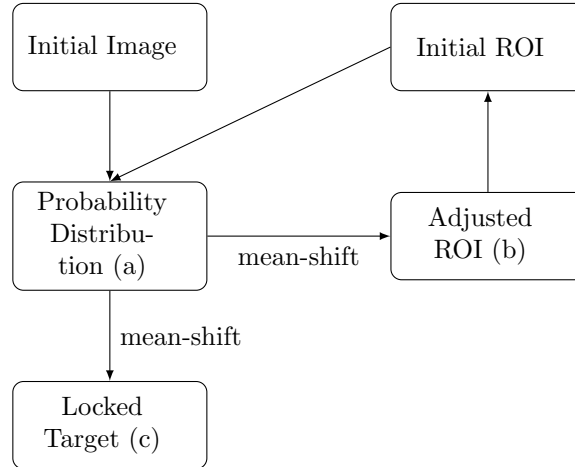 Initial Image
Initial ROI
Probability
Distribu-
tion (a)
mean-shift
Adjusted
ROI (b)
mean-shift
Locked
Target (c)